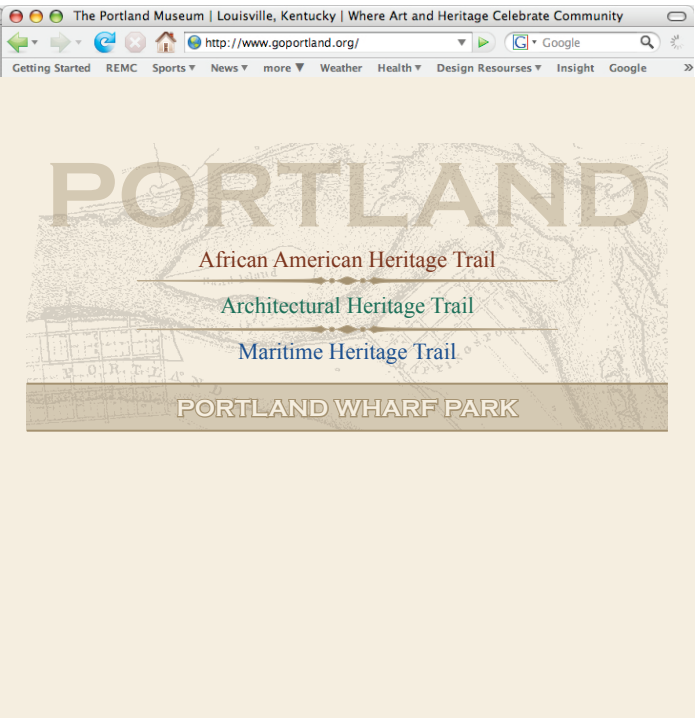 The Portland Museum | Louisville, Kentucky | Where Art and Heritage Celebrate Community
http://www.goportland.org/
G Google
Getting Started REMC Sports News more Weather Health Design Resourses Insight Google »
PORTLAND
African American Heritage Trail
Architectural Heritage Trail
Maritime Heritage Trail
PORTLAND
PORTLAND WHARF PARK